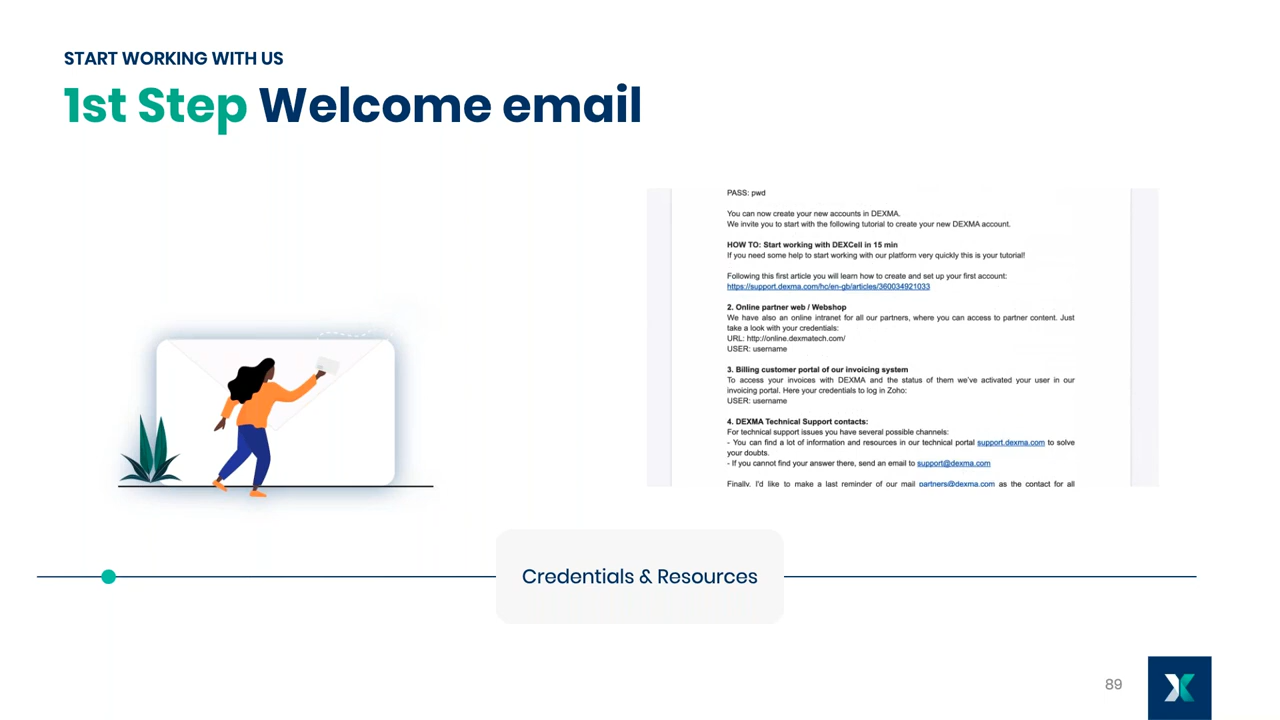 START WORKING WITH US
1st Step Welcome email
PASS: pwd
You can now create your new accounts in DEXMA.
We invite you to start with the following tutorial to create your new DEXMA account.
HOW TO: Start working with DEXCell in 15 min
If you need some help to start working with our platform very quickly this is your tutorial!
Following this first article you will learn how to create and set up your first account:
https://support.dexma.com/hc/en-gb/articles/360034921033
2. Online partner web / Webshop
We have also an online intranet for all our partners, where you can access to partner content. Just
take a look with your credentials:
URL: http://online.dexmatech.com/
USER: username
3. Billing customer portal of our invoicing system
To access your invoices with DEXMA and the status of them we've activated your user in our
invoicing portal. Here your credentials to log in Zoho:
USER: username
4. DEXMA Technical Support contacts:
For technical support issues you have several possible channels:
- You can find a lot of information and resources in our technical portal support.dexma.com to solve
your doubts.
- If you cannot find your answer there, send an email to support@dexma.com
Finally, I'd like to make a last reminder of our mail partners@dexma.com as the contact for all
Credentials & Resources
89